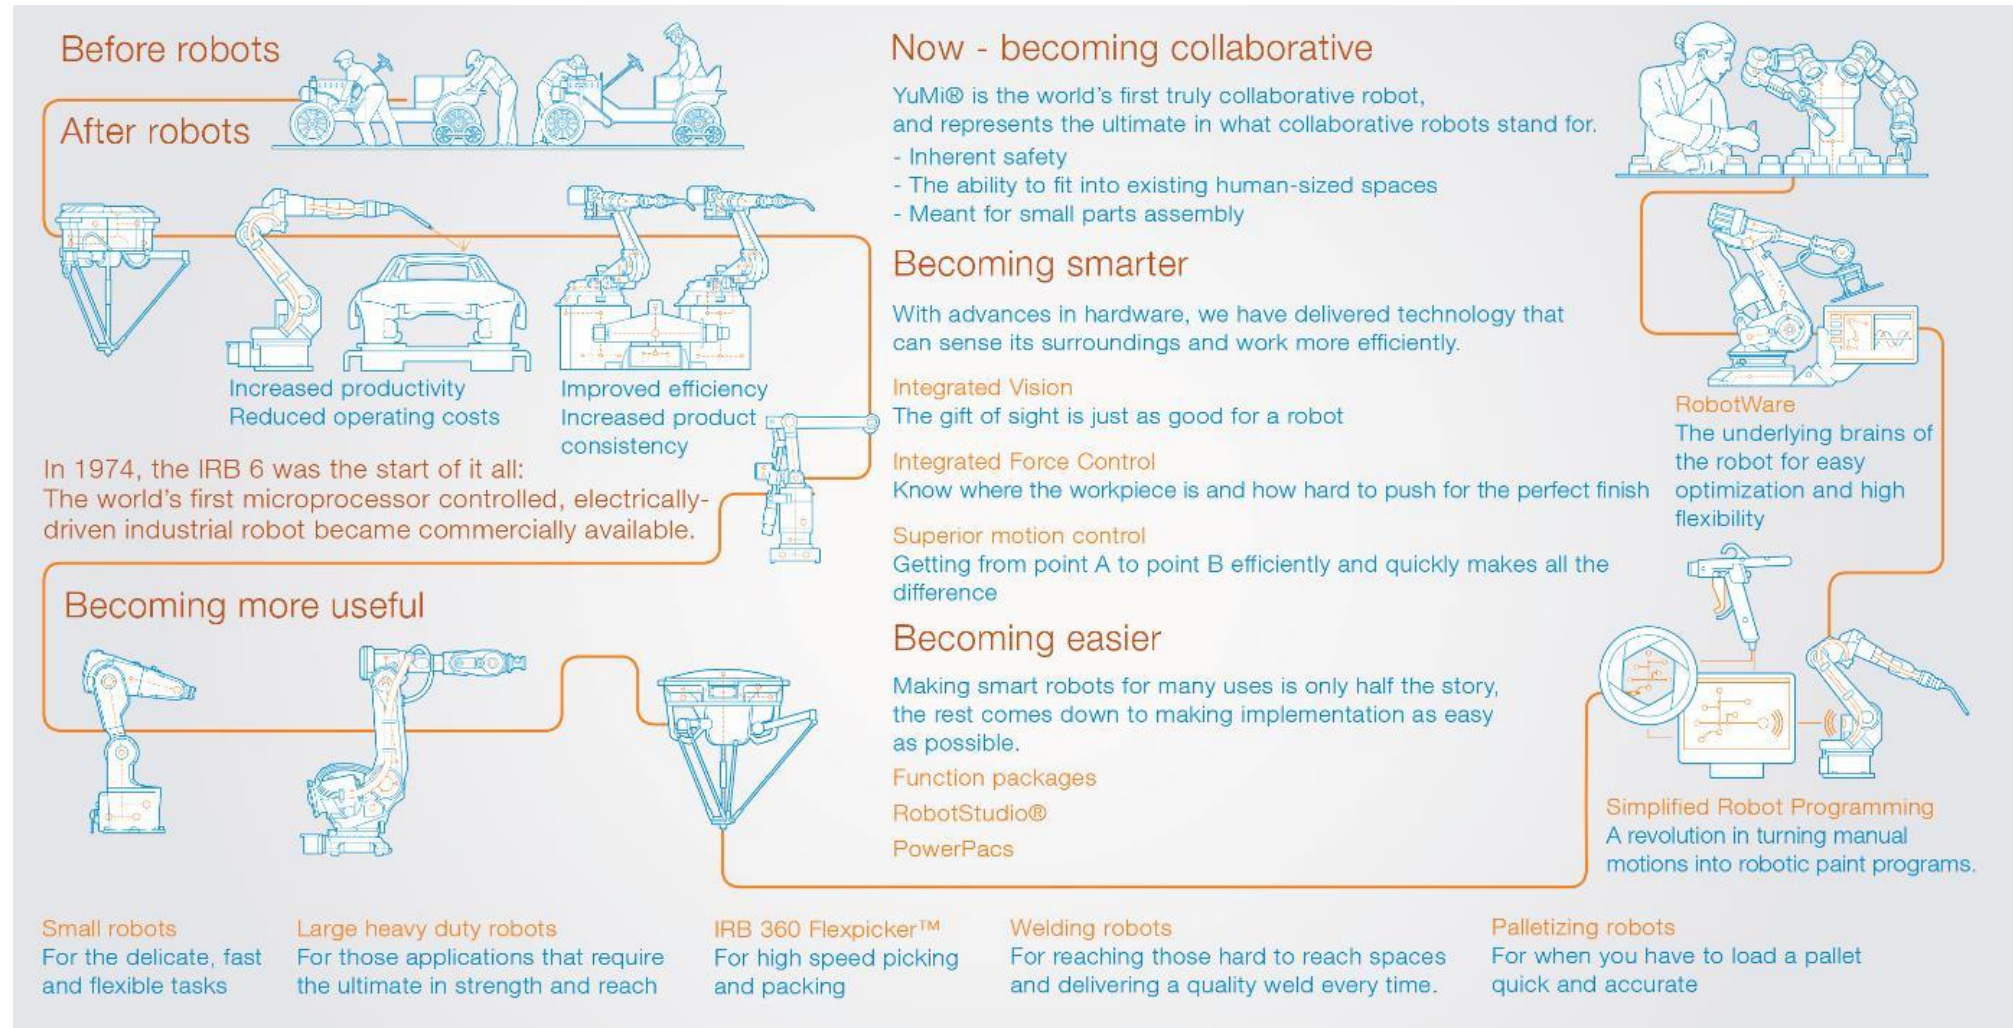 Before robots
After robots
Increased productivity
Reduced operating costs
Improved efficiency
Increased product
consistency
In 1974, the IRB 6 was the start of it all:
The world's first microprocessor controlled, electrically-
driven industrial robot became commercially available.
Becoming more useful
Small robots
For the delicate, fast
and flexible tasks
Large heavy duty robots
For those applications that require
the ultimate in strength and reach
IRB 360 Flexpicker™
For high speed picking
and packing
Welding robots
For reaching those hard to reach spaces
and delivering a quality weld every time.
Palletizing robots
For when you have to load a pallet
quick and accurate
Now - becoming collaborative
YuMi® is the world's first truly collaborative robot,
and represents the ultimate in what collaborative robots stand for.
- Inherent safety
- The ability to fit into existing human-sized spaces
- Meant for small parts assembly
Becoming smarter
With advances in hardware, we have delivered technology that
can sense its surroundings and work more efficiently.
Integrated Vision
The gift of sight is just as good for a robot
Integrated Force Control
Know where the workpiece is and how hard to push for the perfect finish
Superior motion control
Getting from point A to point B efficiently and quickly makes all the
difference
RobotWare
The underlying brains of
the robot for easy
optimization and high
flexibility
Becoming easier
Making smart robots for many uses is only half the story,
the rest comes down to making implementation as easy
as possible.
Function packages
RobotStudio®
PowerPacs
Simplified Robot Programming
A revolution in turning manual
motions into robotic paint programs.